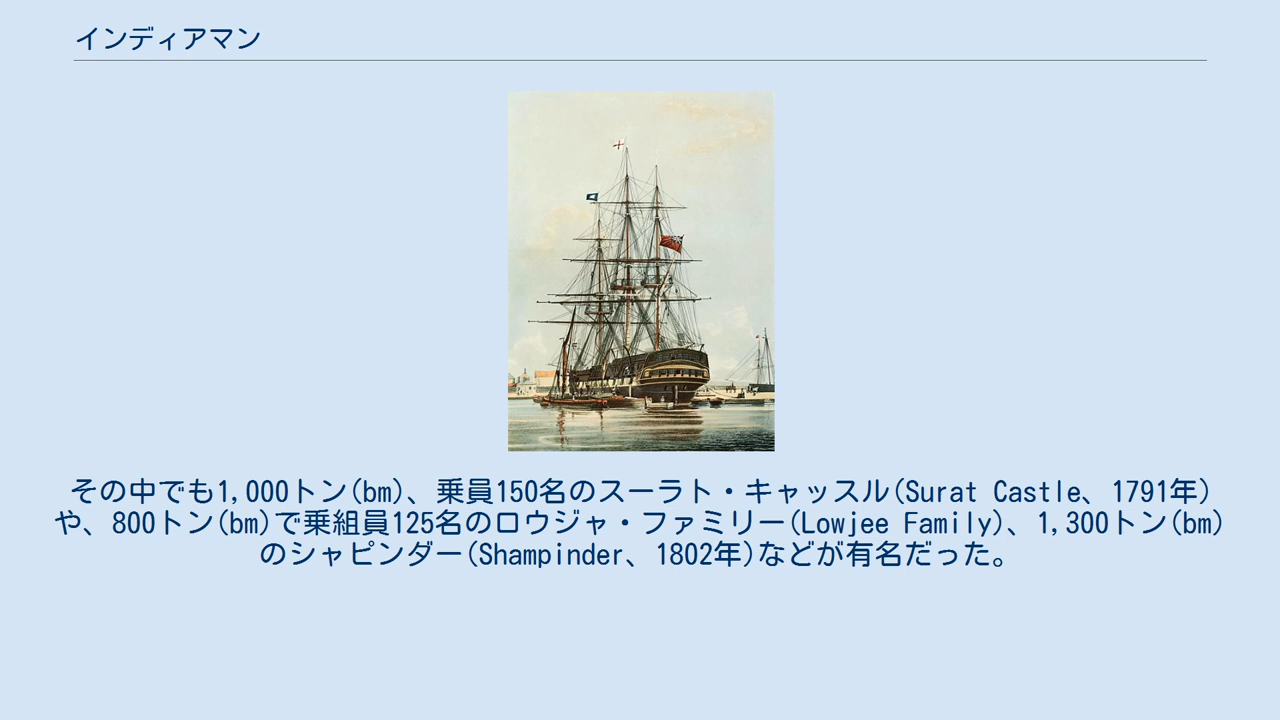 インディアマン
その中でも1,000トン(bm)、乗員150名のスーラト・キャッスル(Surat Castle、1791年)
や、800トン(bm)で乗組員125名のロウジャ・ファミリー(Lowjee Family)、1,300トン(bm)
のシャピンダー(Shampinder、1802年)などが有名だった。